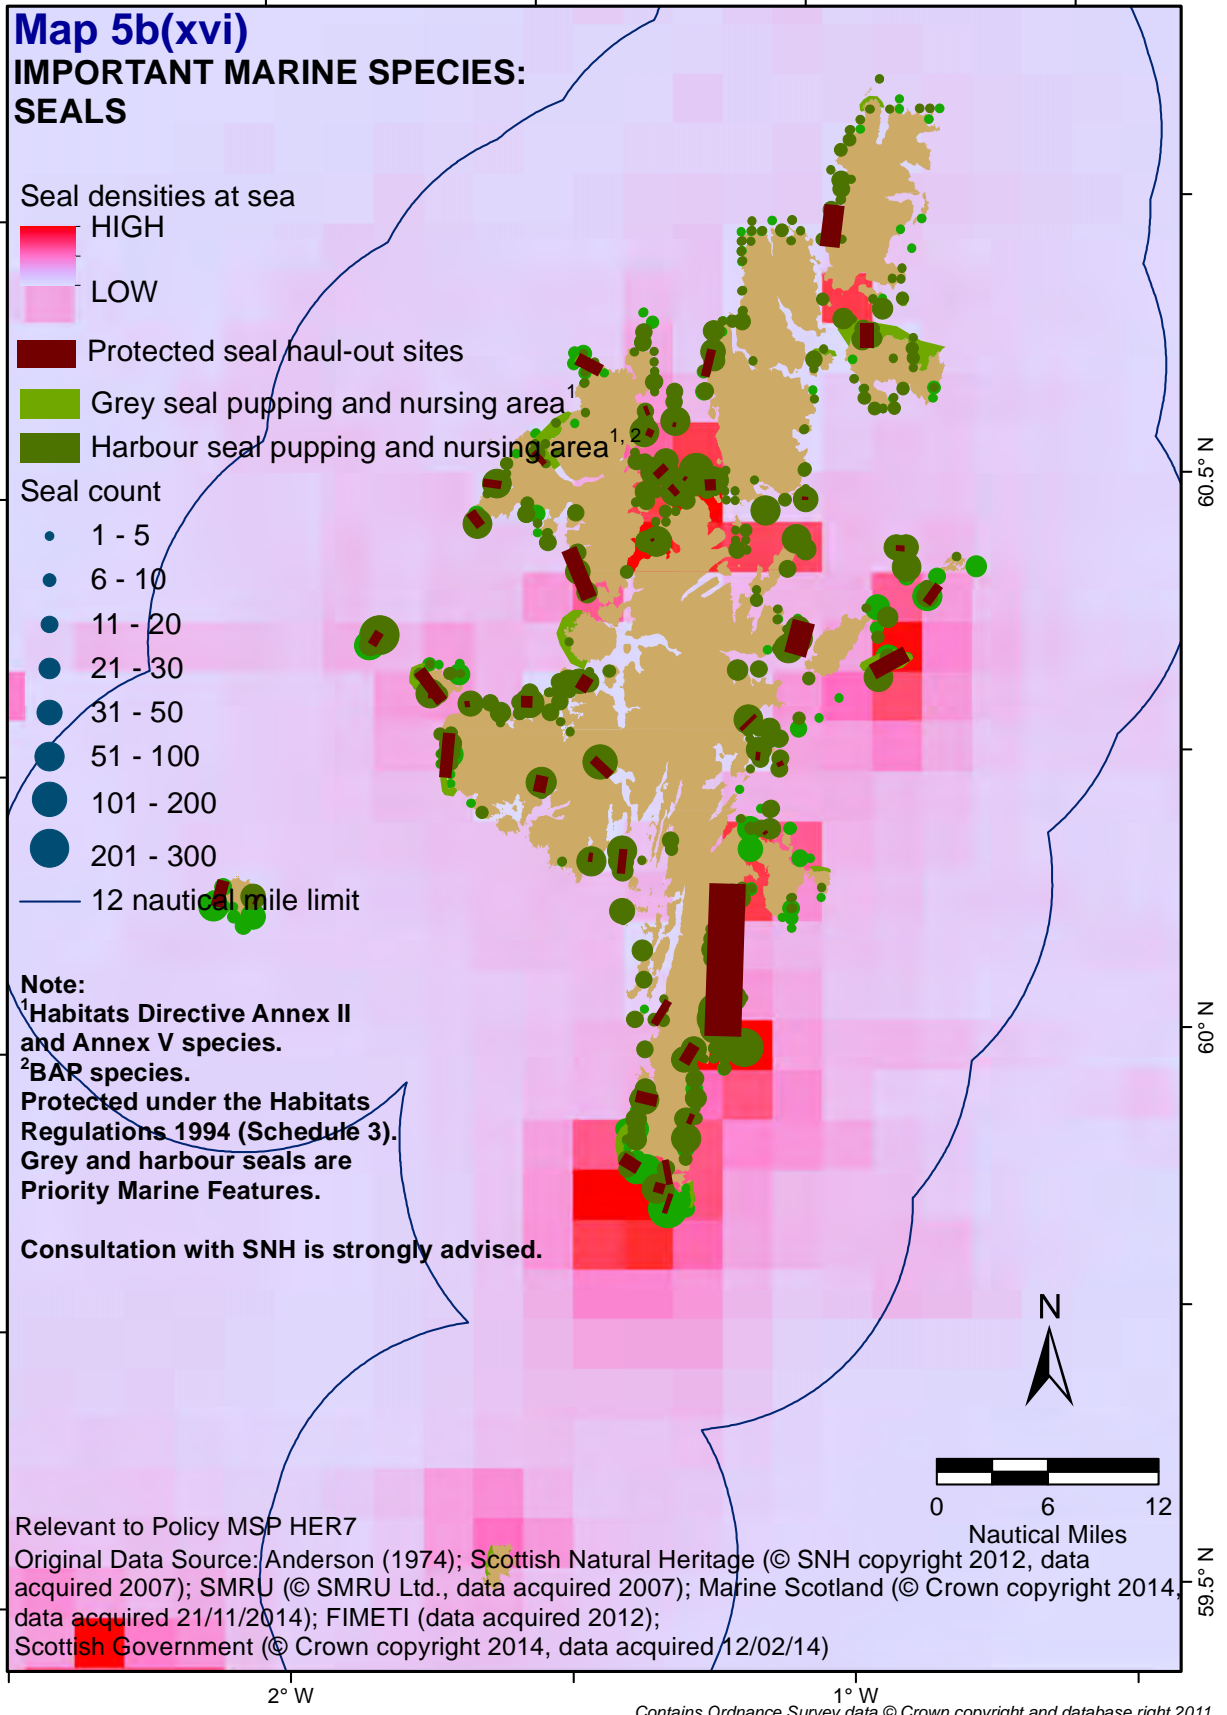 Map 5b(xvi)
IMPORTANT MARINE SPECIES:
SEALS
Seal densities at sea
HIGH
LOW
Protected seal haul-out sites
Grey seal pupping and nursing area1
Harbour seal pupping and nursing area1, 2
Seal count
1 - 5
6 - 10
11 - 20
21 - 30
31 - 50
51 - 100
101 - 200
201 - 300
12 nautical mile limit
Note:
1Habitats Directive Annex II
and Annex V species.
2BAP species.
Protected under the Habitats
Regulations 1994 (Schedule 3).
Grey and harbour seals are
Priority Marine Features.
Consultation with SNH is strongly advised.
N
0 6 12
Nautical Miles
Relevant to Policy MSP HER7
Original Data Source: Anderson (1974); Scottish Natural Heritage (© SNH copyright 2012, data
acquired 2007); SMRU (© SMRU Ltd., data acquired 2007); Marine Scotland (© Crown copyright 2014,
data acquired 21/11/2014); FIMETI (data acquired 2012);
Scottish Government (© Crown copyright 2014, data acquired 12/02/14)
60.5° N
60° N
59.5° N
2° W
1° W
Contains Ordnance Survey data © Crown copyright and database right 2011